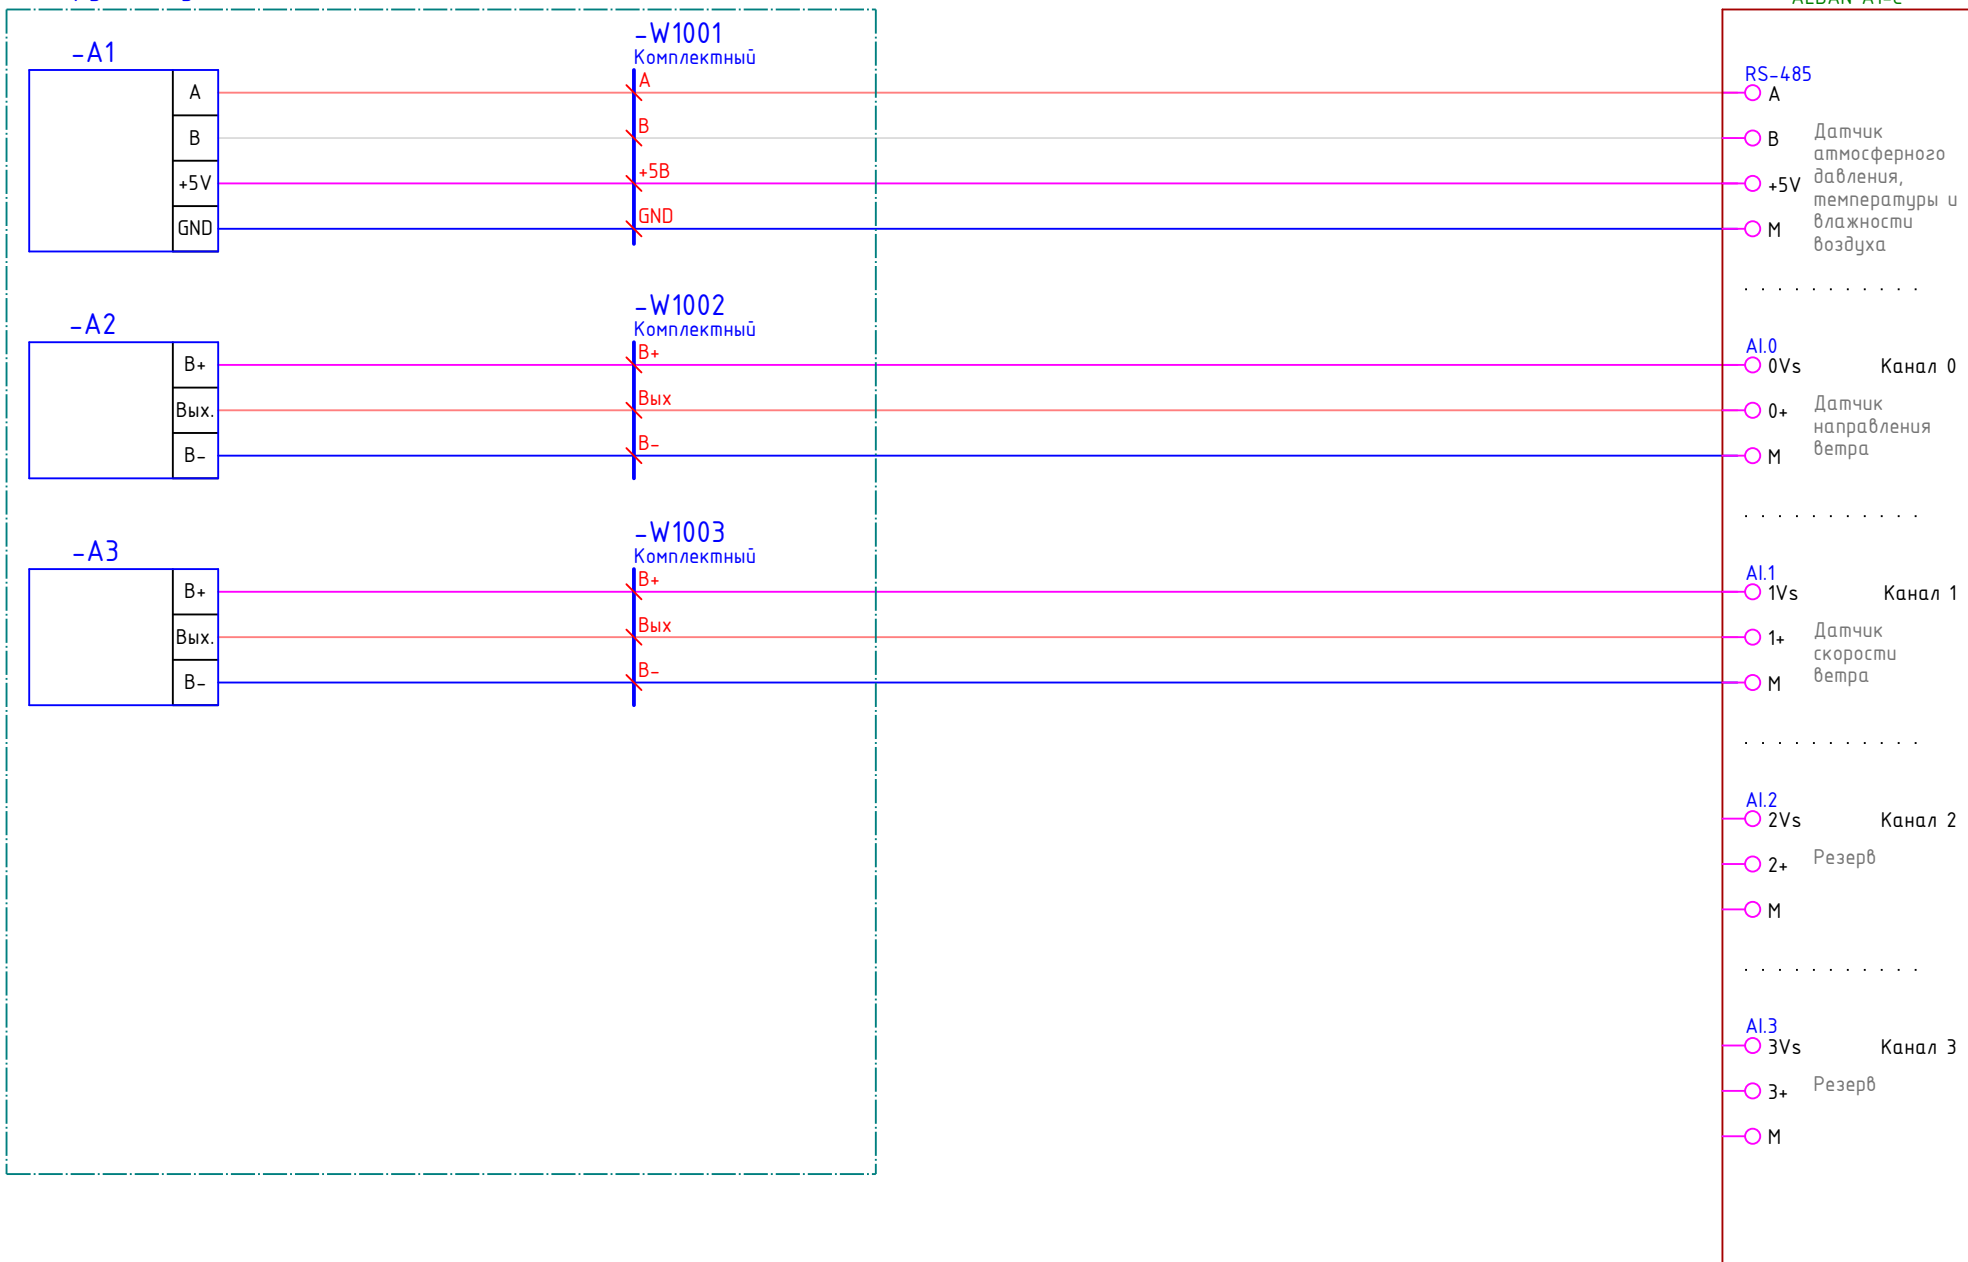 -A1
A
B
+5V
GND
-W1001
Комплектный
A
B
+5В
GND
RS-485
A
B
+5V
M
Датчик
атмосферного
давления,
температуры и
влажности
воздуха
-A2
В+
Вых.
В-
-W1002
Комплектный
В+
Вых
В-
AI.0
0Vs
Канал 0
0+
M
Датчик
направления
ветра
-A3
В+
Вых.
В-
-W1003
Комплектный
В+
Вых
В-
AI.1
1Vs
Канал 1
1+
M
Датчик
скорости
ветра
AI.2
2Vs
Канал 2
2+
Резерв
M
AI.3
3Vs
Канал 3
3+
Резерв
M